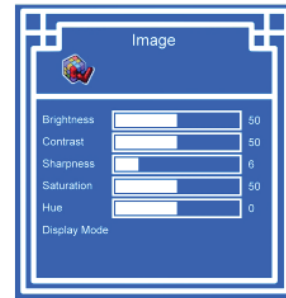 Image
Brightness 50
Contrast 50
Sharpness 6
Saturation 50
Hue 0
Display Mode